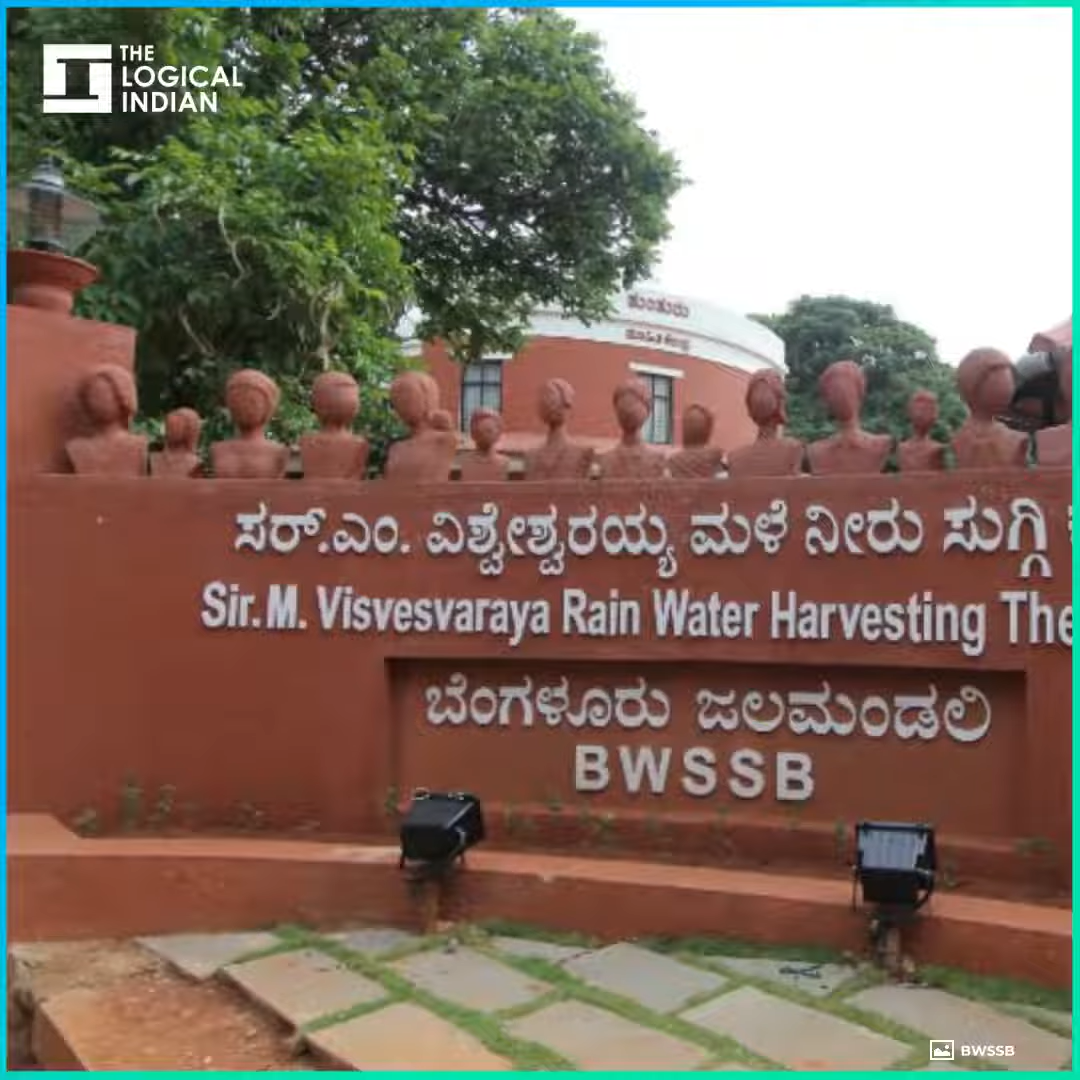 THE
LOGICAL
INDIAN
ತುಂತುರು
ಸರ್.ಎಂ. ವಿಶ್ವೇಶ್ವರಯ್ಯ ಮಳೆ ನೀರು ಸುಗ್ಗಿ
Sir.M. Visvesvaraya Rain Water Harvesting The
ಬೆಂಗಳೂರು ಜಲಮಂಡಲಿ
BWSSB
BWSSB